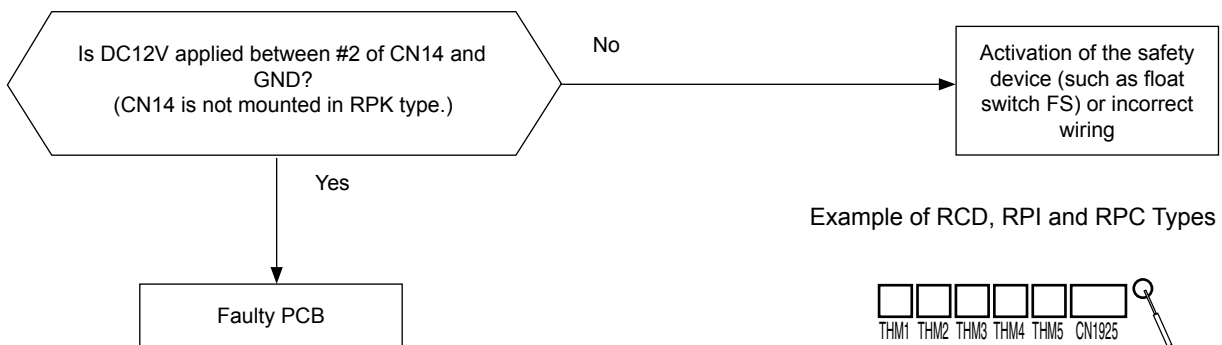 Is DC12V applied between #2 of CN14 and
GND?
(CN14 is not mounted in RPK type.)
No
Activation of the safety
device (such as float
switch FS) or incorrect
wiring
Yes
Example of RCD, RPI and RPC Types
Faulty PCB
THM1 THM2 THM3 THM4 THM5 CN1925